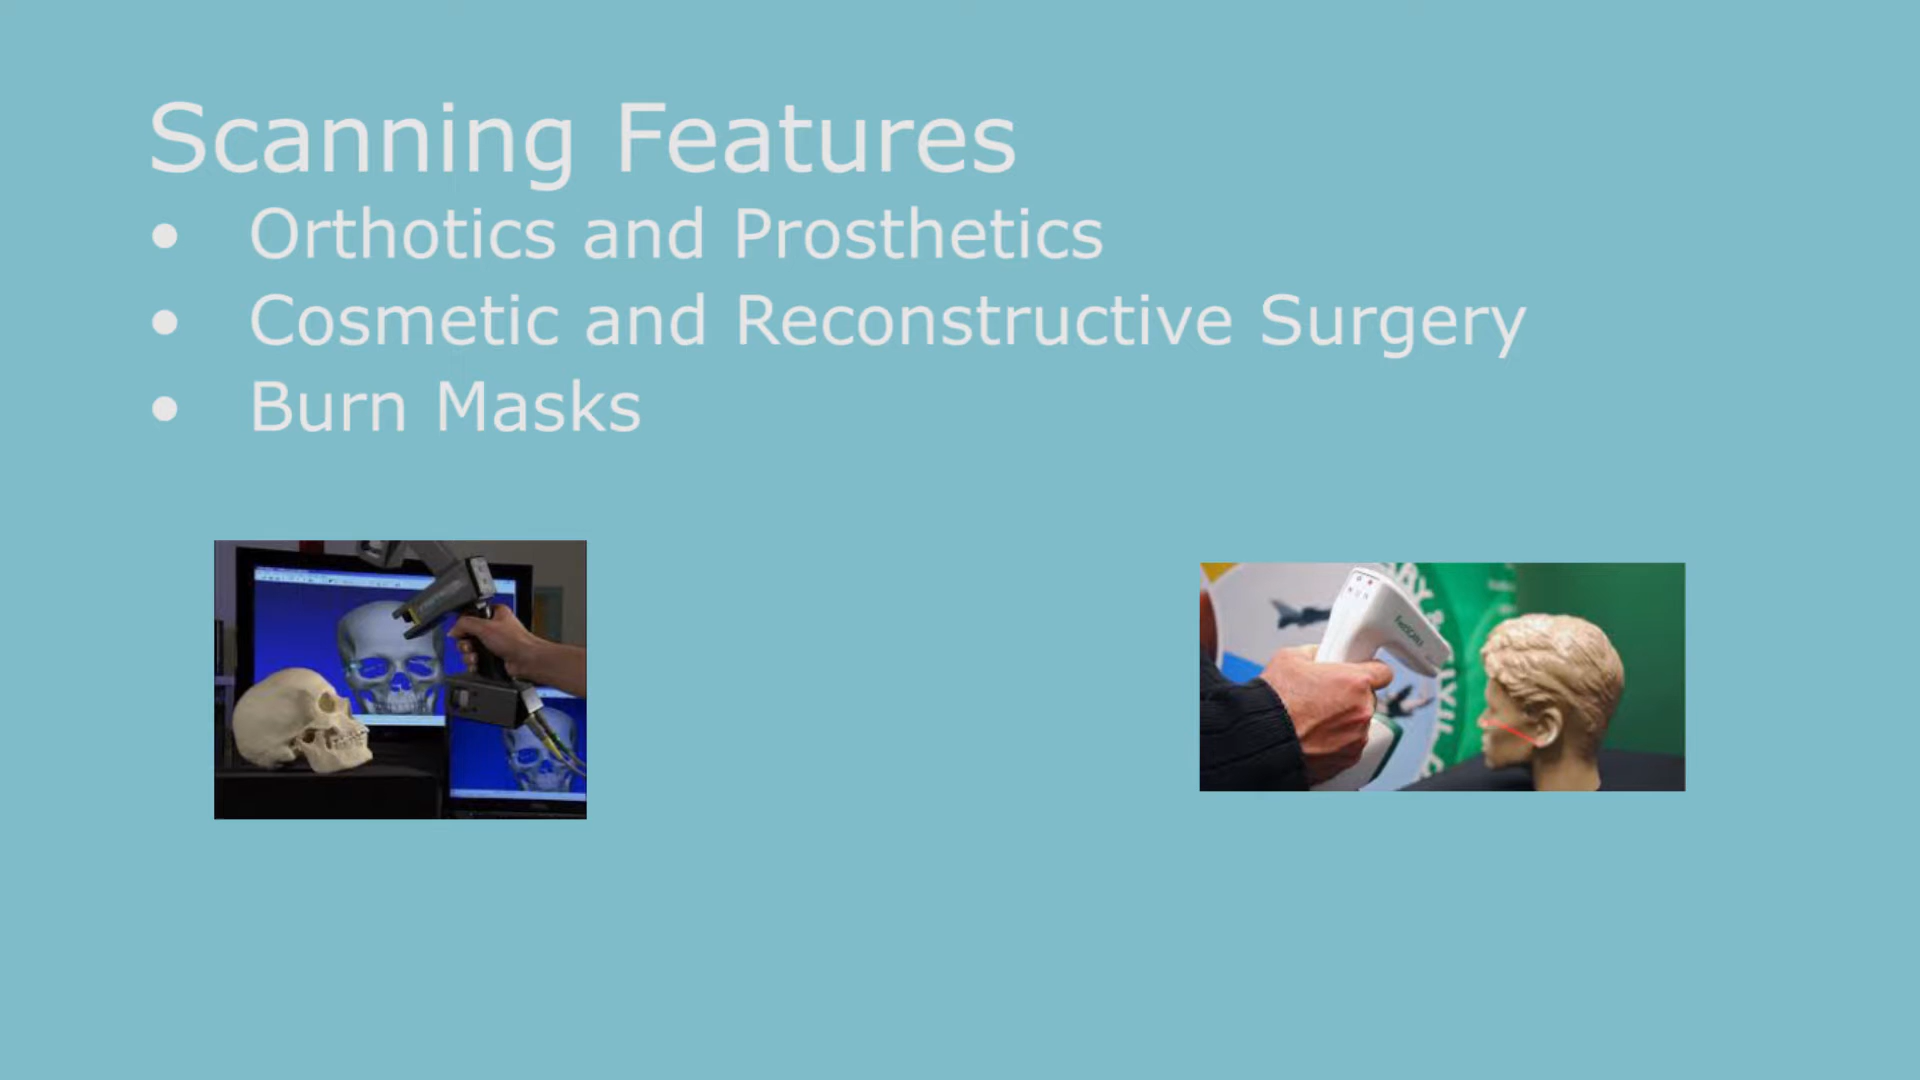 Scanning Features
• Orthotics and Prosthetics
• Cosmetic and Reconstructive Surgery
• Burn Masks